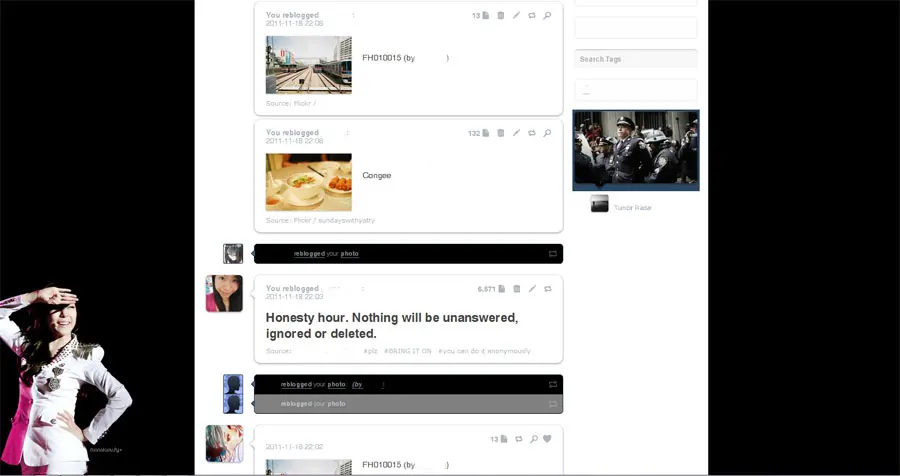 You reblogged :
13
2011-11-18 22:08
FH010015 (by )
Source: Flickr /
You reblogged :
132
2011-11-18 22:08
Congee
Source: Flickr / sundayswithyatty
reblogged your photo
You reblogged :
6,571
2011-11-18 22:03
Honesty hour. Nothing will be unanswered,
ignored or deleted.
Source: #plz #BRING IT ON #you can do it anonymously
reblogged your photo (by )
reblogged your photo
13
2011-11-18 22:02
FH010015 (by )
Search Tags
Tumblr Radar